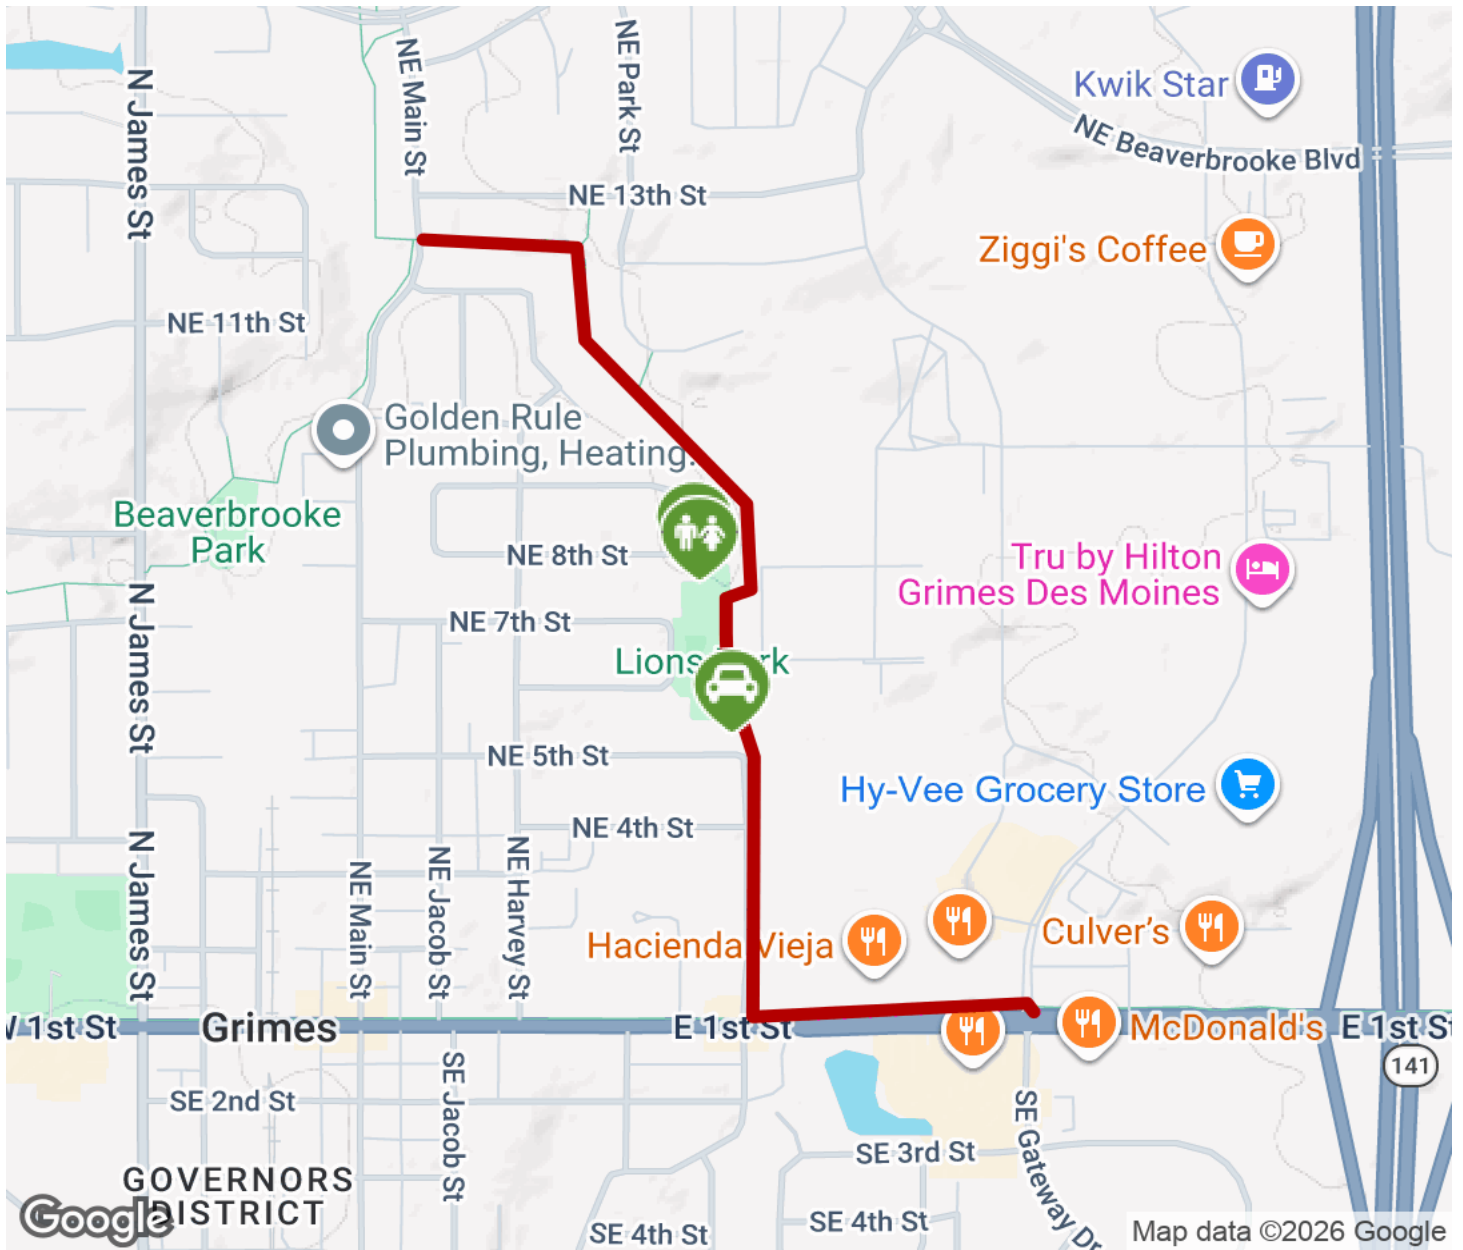 NE Main St
NE Park St
Kwik Star
N James St
NE Beaverbrooke Blvd
NE 13th St
Ziggi's Coffee
NE 11th St
Golden Rule
Plumbing, Heating.
Beaverbrooke
Park
NE 8th St
Tru by Hilton
Grimes Des Moines
N James St
NE 7th St
Lions
rk
NE 5th St
Hy-Vee Grocery Store
NE 4th St
N James St
NE Main St
NE Jacob St
NE Harvey St
Hacienda Vieja
Culver's
1st St
Grimes
E 1st St
McDonald's
E 1st St
141
SE 2nd St
SE Jacob St
SE Gateway Dr
SE 3rd St
GOVERNORS
DISTRICT
Google
SE 4th St
SE 4th St
Map data ©2026 Google